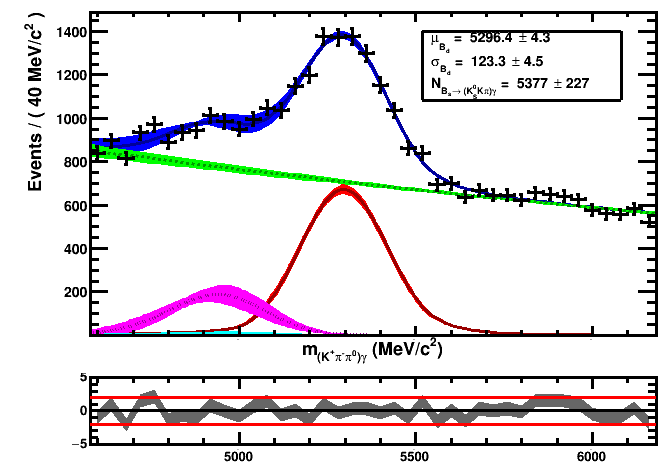 Events / ( 40 MeV/c² )
1400
1200
1000
800
600
400
200
μ_{B_d} = 5296.4 ± 4.3
σ_{B_d} = 123.3 ± 4.5
N_{B_s→(K_S^0Kπ)γ} = 5377 ± 227
m_{(K⁺π⁻π⁰)γ} (MeV/c²)
5
0
−5
5000 5500 6000